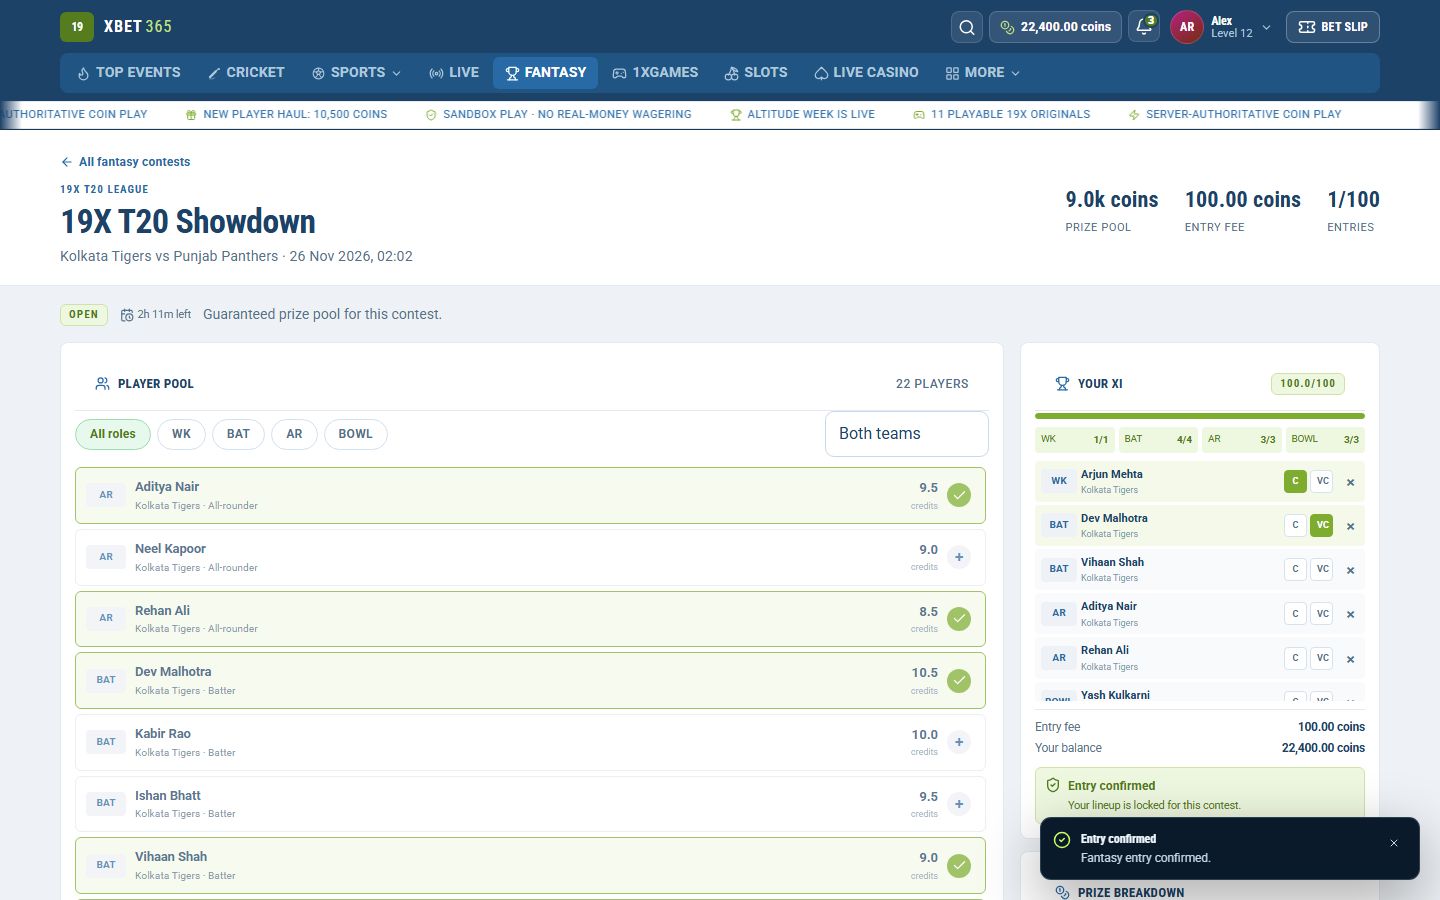 19 XBET 365
22,400.00 coins
3
AR
Alex
Level 12
BET SLIP
TOP EVENTS CRICKET SPORTS LIVE FANTASY 1XGAMES SLOTS LIVE CASINO MORE
AUTHORITATIVE COIN PLAY NEW PLAYER HAUL: 10,500 COINS SANDBOX PLAY · NO REAL-MONEY WAGERING ALTITUDE WEEK IS LIVE 11 PLAYABLE 19X ORIGINALS SERVER-AUTHORITATIVE COIN PLAY
All fantasy contests
19X T20 LEAGUE
19X T20 Showdown
Kolkata Tigers vs Punjab Panthers · 26 Nov 2026, 02:02
9.0k coins 100.00 coins 1/100
PRIZE POOL ENTRY FEE ENTRIES
OPEN 2h 11m left Guaranteed prize pool for this contest.
PLAYER POOL 22 PLAYERS
All roles WK BAT AR BOWL Both teams
AR Aditya Nair 9.5
Kolkata Tigers · All-rounder credits
AR Neel Kapoor 9.0
Kolkata Tigers · All-rounder credits
AR Rehan Ali 8.5
Kolkata Tigers · All-rounder credits
BAT Dev Malhotra 10.5
Kolkata Tigers · Batter credits
BAT Kabir Rao 10.0
Kolkata Tigers · Batter credits
BAT Ishan Bhatt 9.5
Kolkata Tigers · Batter credits
BAT Vihaan Shah 9.0
Kolkata Tigers · Batter credits
YOUR XI 100.0/100
WK 1/1 BAT 4/4 AR 3/3 BOWL 3/3
WK Arjun Mehta C VC ×
Kolkata Tigers
BAT Dev Malhotra C VC ×
Kolkata Tigers
BAT Vihaan Shah C VC ×
Kolkata Tigers
AR Aditya Nair C VC ×
Kolkata Tigers
AR Rehan Ali C VC ×
Kolkata Tigers
BOWL Yash Kulkarni C VC
Entry fee 100.00 coins
Your balance 22,400.00 coins
Entry confirmed
Your lineup is locked for this contest.
Entry confirmed
Fantasy entry confirmed.
PRIZE BREAKDOWN